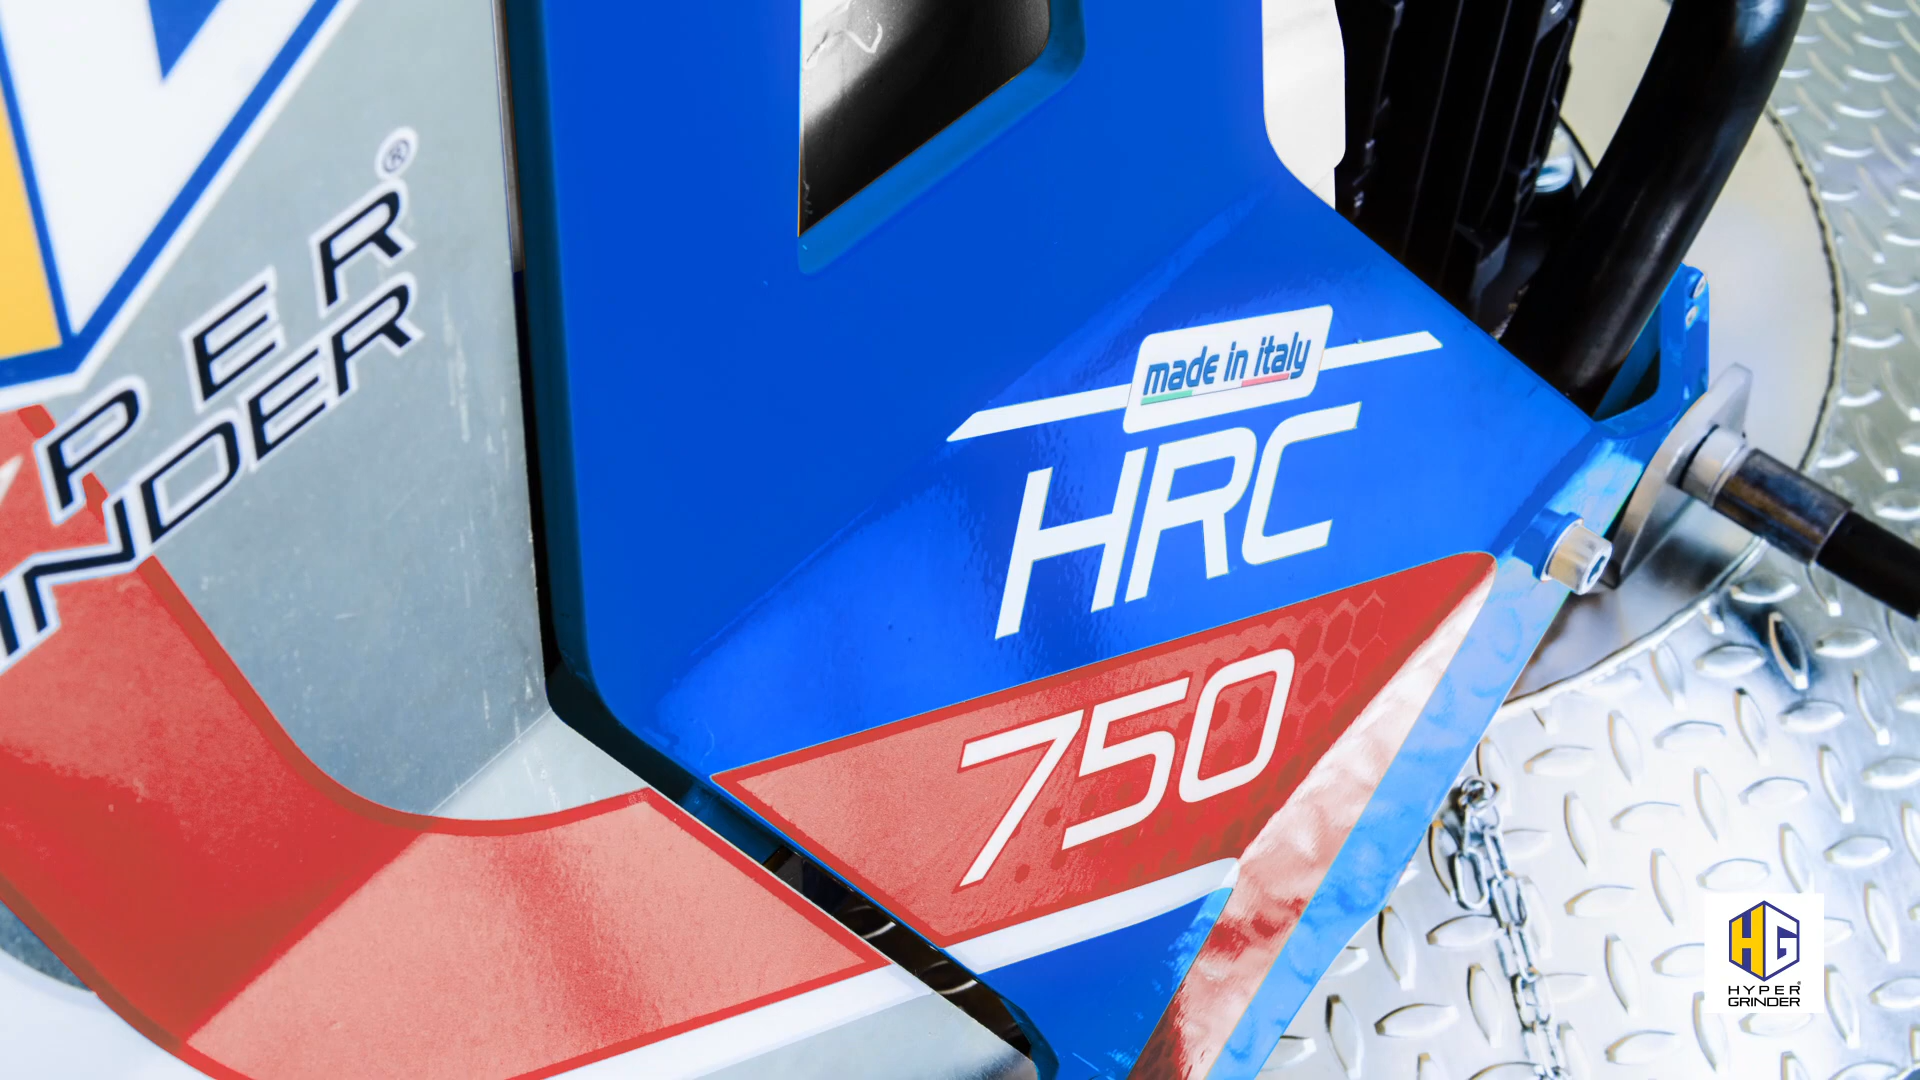 PER®
INDER
made in italy
HRC
750
HG
HYPER®
GRINDER